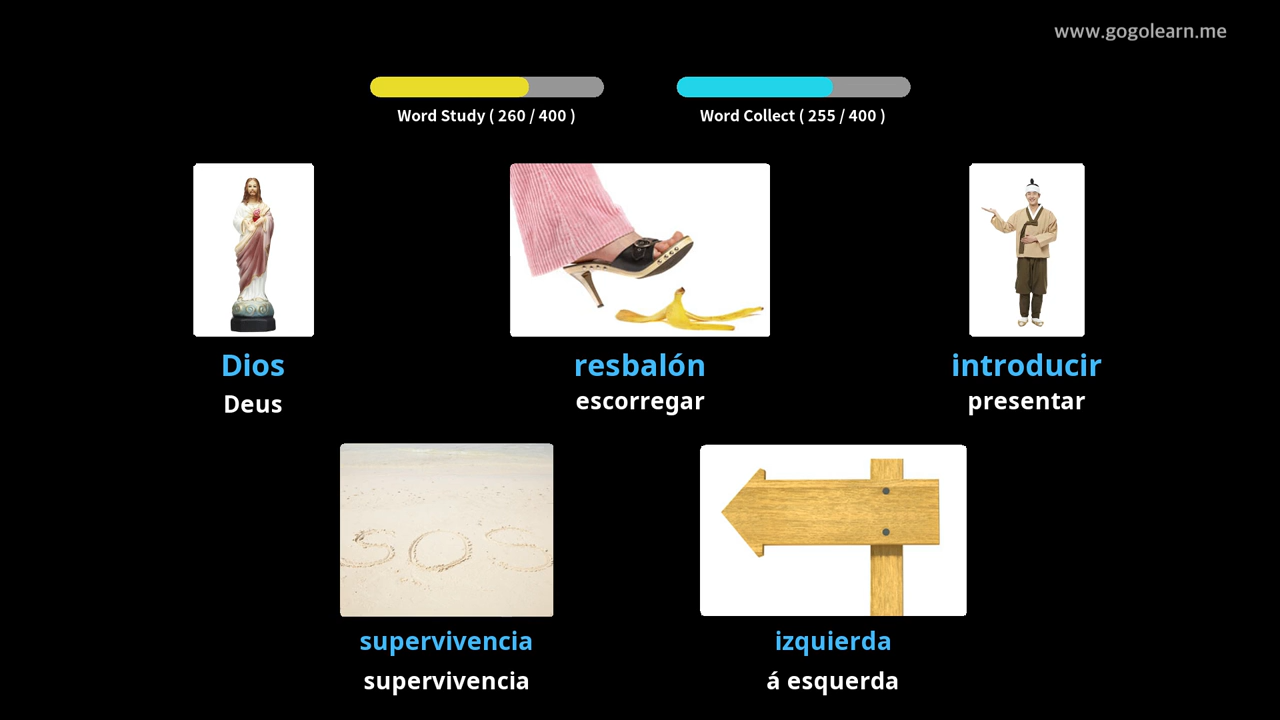 www.gogolearn.me
Word Study ( 260 / 400 )
Word Collect ( 255 / 400 )
Dios
Deus
resbalón
escorregar
introducir
presentar
SOS
supervivencia
supervivencia
izquierda
á esquerda